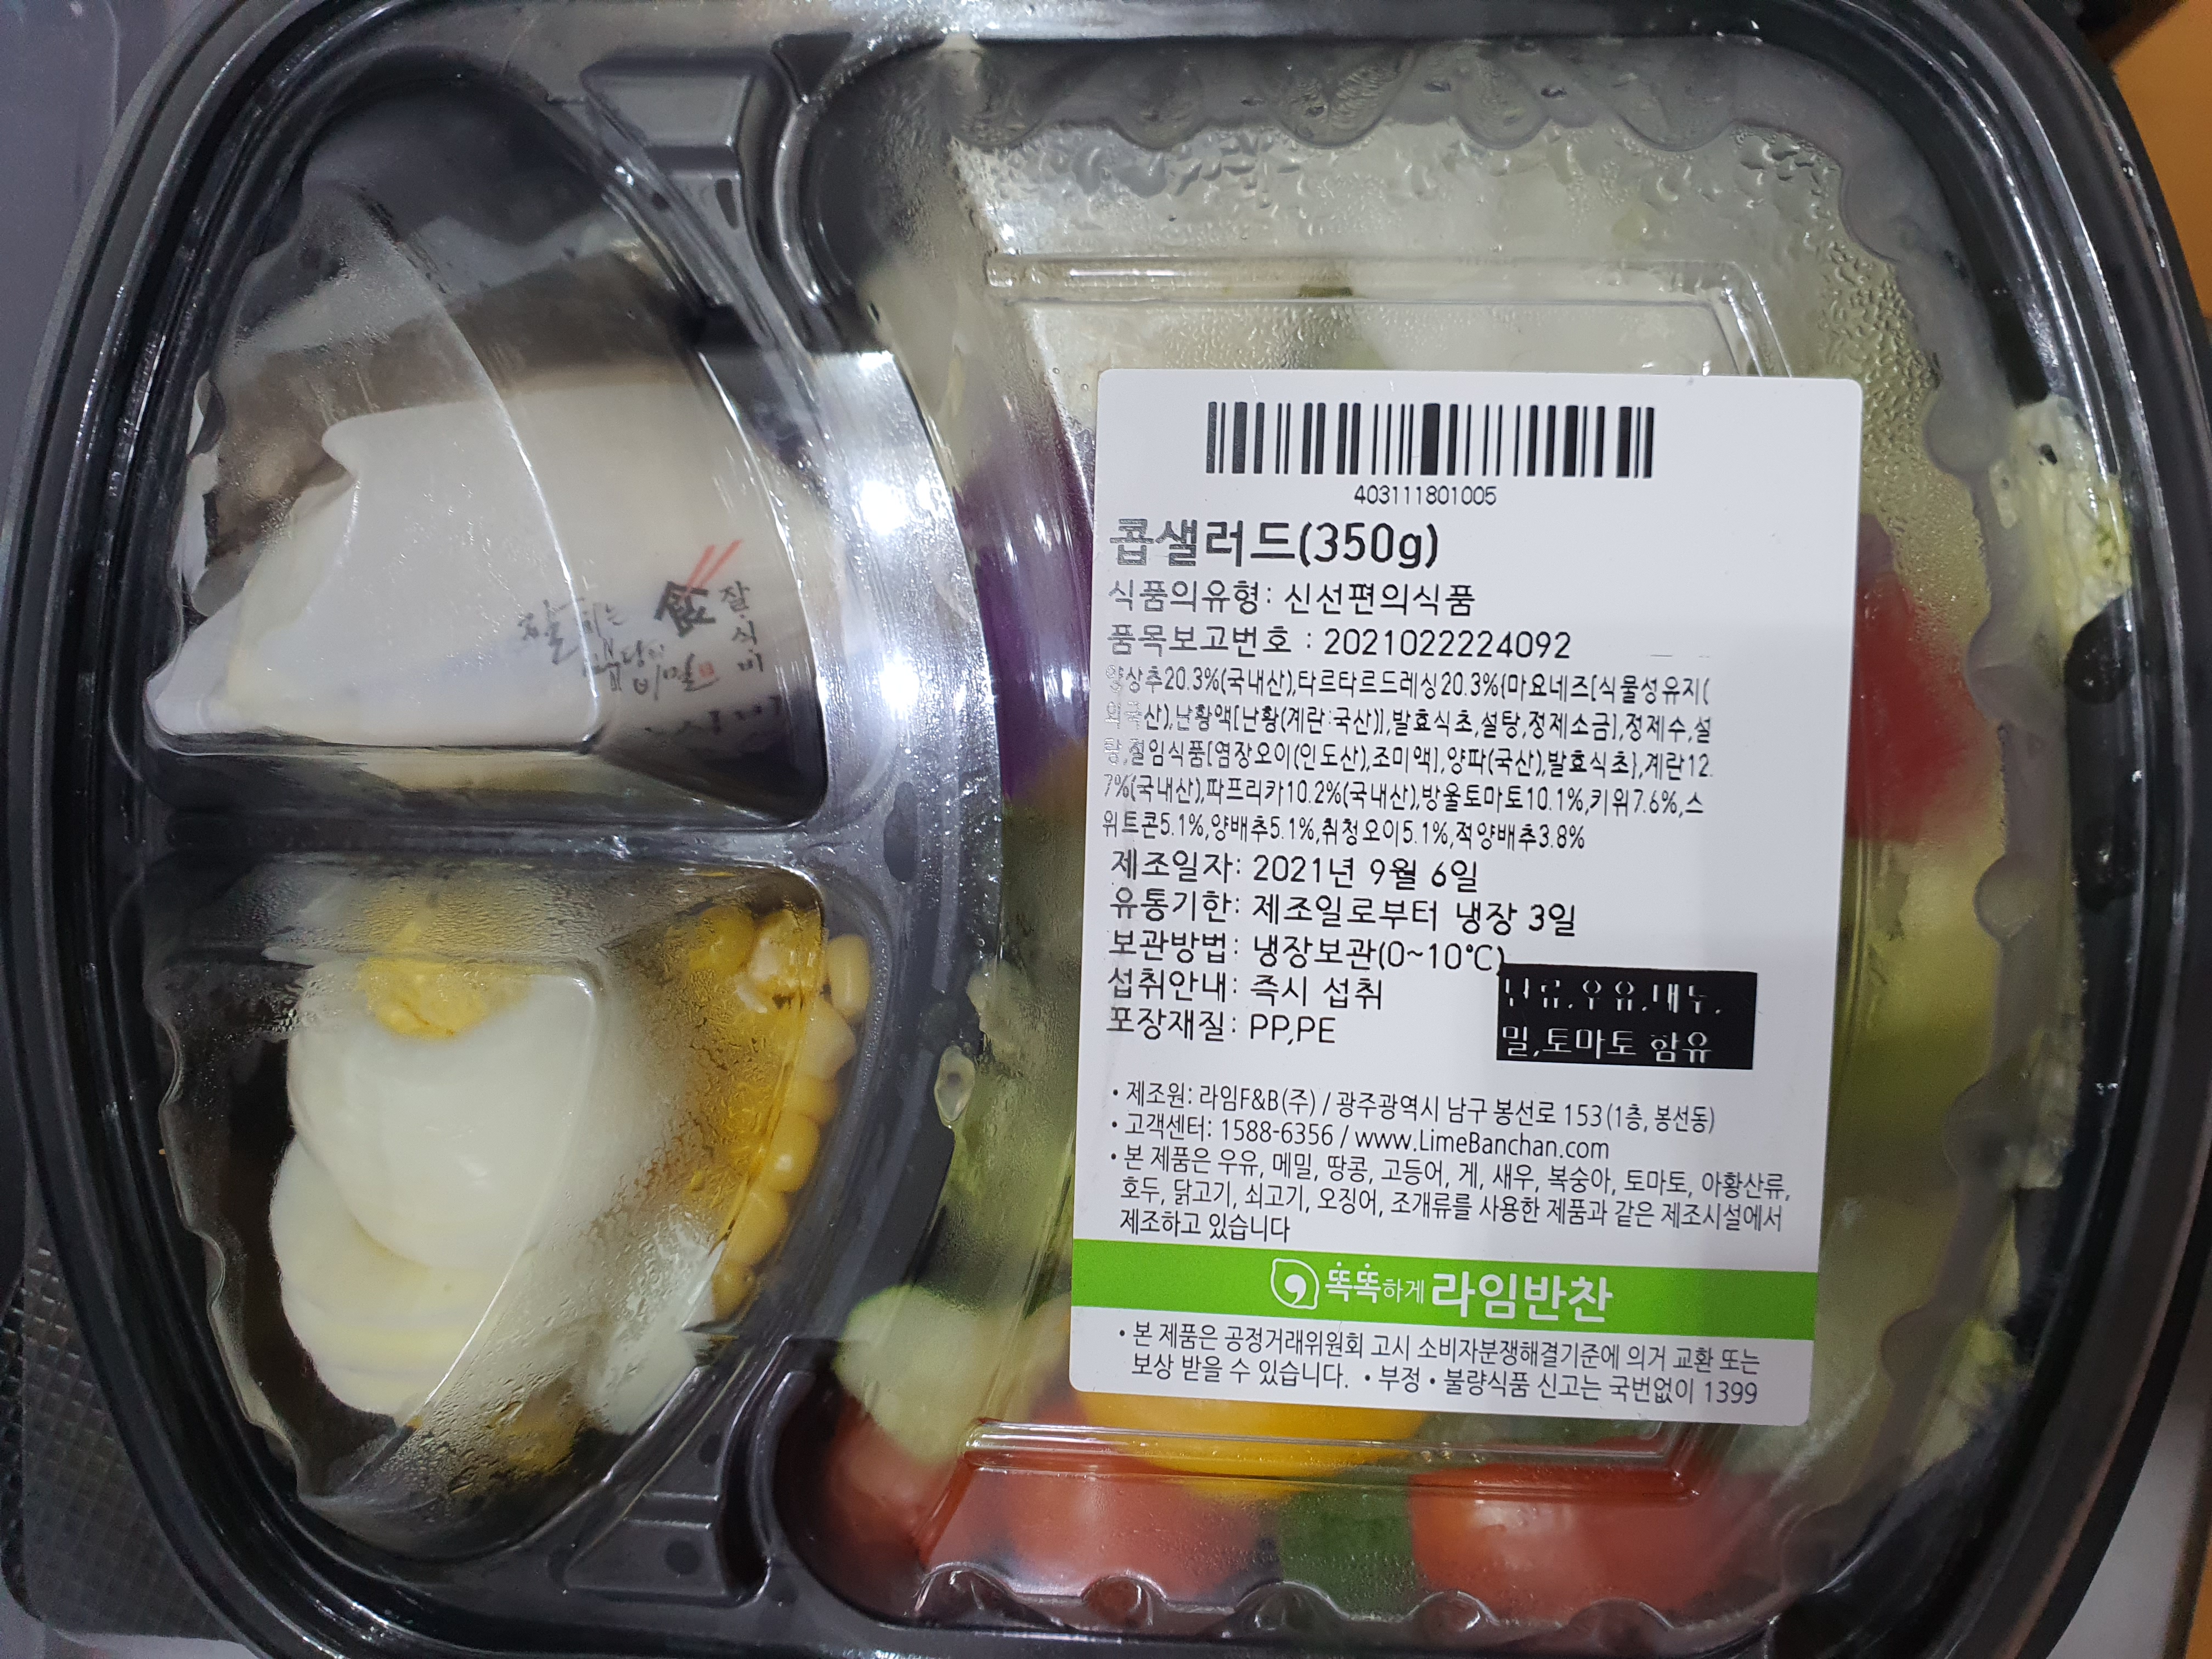 食
잘
식
비
403111801005
콥샐러드(350g)
식품의유형: 신선편의식품
품목보고번호 : 2021022224092
양상추20.3%(국내산),타르타르드레싱20.3%{마요네즈[식물성유지(
외국산),난황액[난황(계란:국산)],발효식초,설탕,정제소금],정제수,설
탕,절임식품[염장오이(인도산),조미액],양파(국산),발효식초},계란12.
7%(국내산),파프리카10.2%(국내산),방울토마토10.1%,키위7.6%,스
위트콘5.1%,양배추5.1%,취청오이5.1%,적양배추3.8%
제조일자: 2021년 9월 6일
유통기한: 제조일로부터 냉장 3일
보관방법: 냉장보관(0~10℃)
섭취안내: 즉시 섭취
포장재질: PP,PE
난류,우유,대두,
밀,토마토 함유
• 제조원: 라임F&B(주) / 광주광역시 남구 봉선로 153(1층, 봉선동)
• 고객센터: 1588-6356 / www.LimeBanchan.com
• 본 제품은 우유, 메밀, 땅콩, 고등어, 게, 새우, 복숭아, 토마토, 아황산류,
호두, 닭고기, 쇠고기, 오징어, 조개류를 사용한 제품과 같은 제조시설에서
제조하고 있습니다
똑똑하게 라임반찬
• 본 제품은 공정거래위원회 고시 소비자분쟁해결기준에 의거 교환 또는
보상 받을 수 있습니다. • 부정 • 불량식품 신고는 국번없이 1399